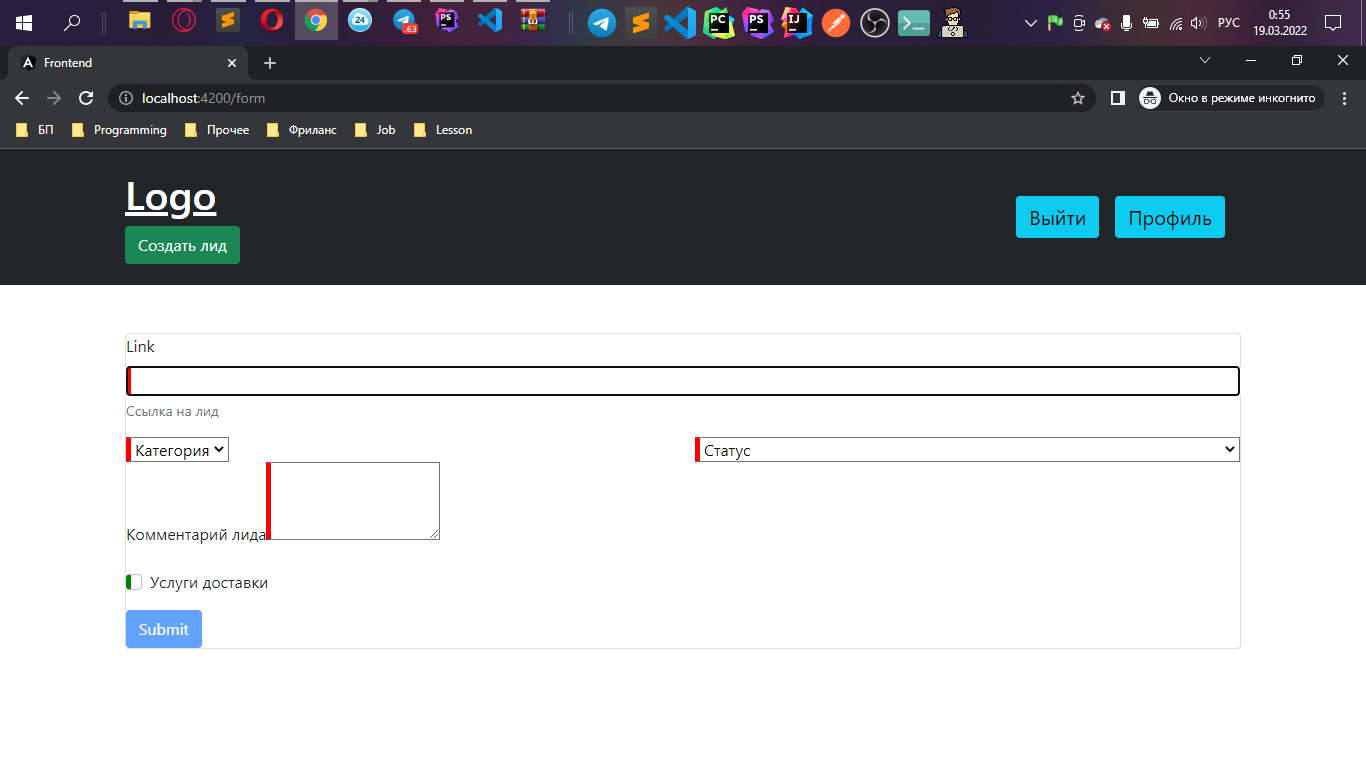 24
.63
PS
PC
PS
IJ
РУС
0:55
19.03.2022
Frontend
localhost:4200/form
Окно в режиме инкогнито
БП
Programming
Прочее
Фриланс
Job
Lesson
Logo
Создать лид
Выйти
Профиль
Link
Ссылка на лид
Категория
Статус
Комментарий лида
Услуги доставки
Submit